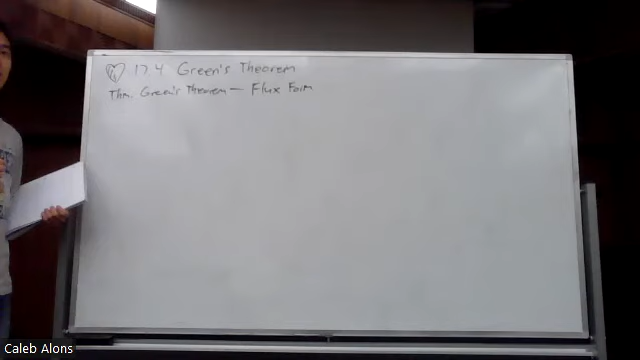 17.4 Green's Theorem
Thm. Green's Theorem — Flux Form
Caleb Alons